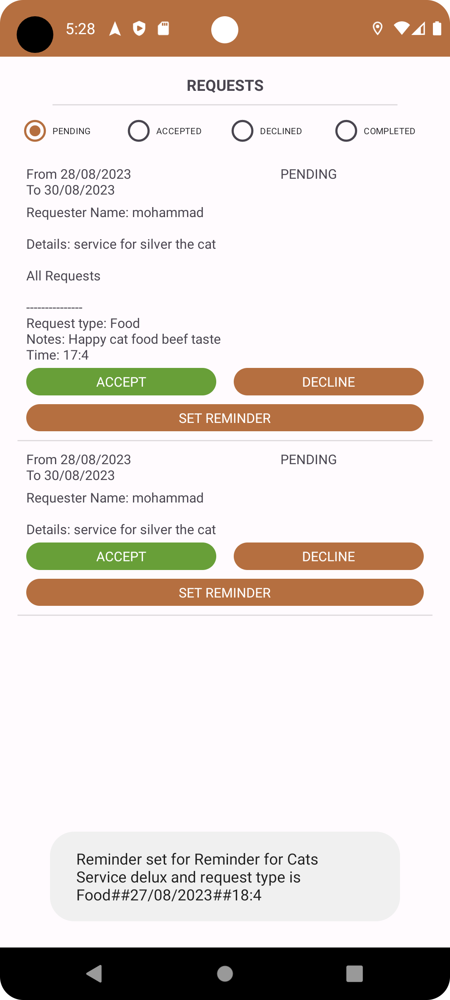 5:28
REQUESTS
PENDING ACCEPTED DECLINED COMPLETED
From 28/08/2023 PENDING
To 30/08/2023
Requester Name: mohammad
Details: service for silver the cat
All Requests
---------------
Request type: Food
Notes: Happy cat food beef taste
Time: 17:4
ACCEPT DECLINE
SET REMINDER
From 28/08/2023 PENDING
To 30/08/2023
Requester Name: mohammad
Details: service for silver the cat
ACCEPT DECLINE
SET REMINDER
Reminder set for Reminder for Cats
Service delux and request type is
Food##27/08/2023##18:4